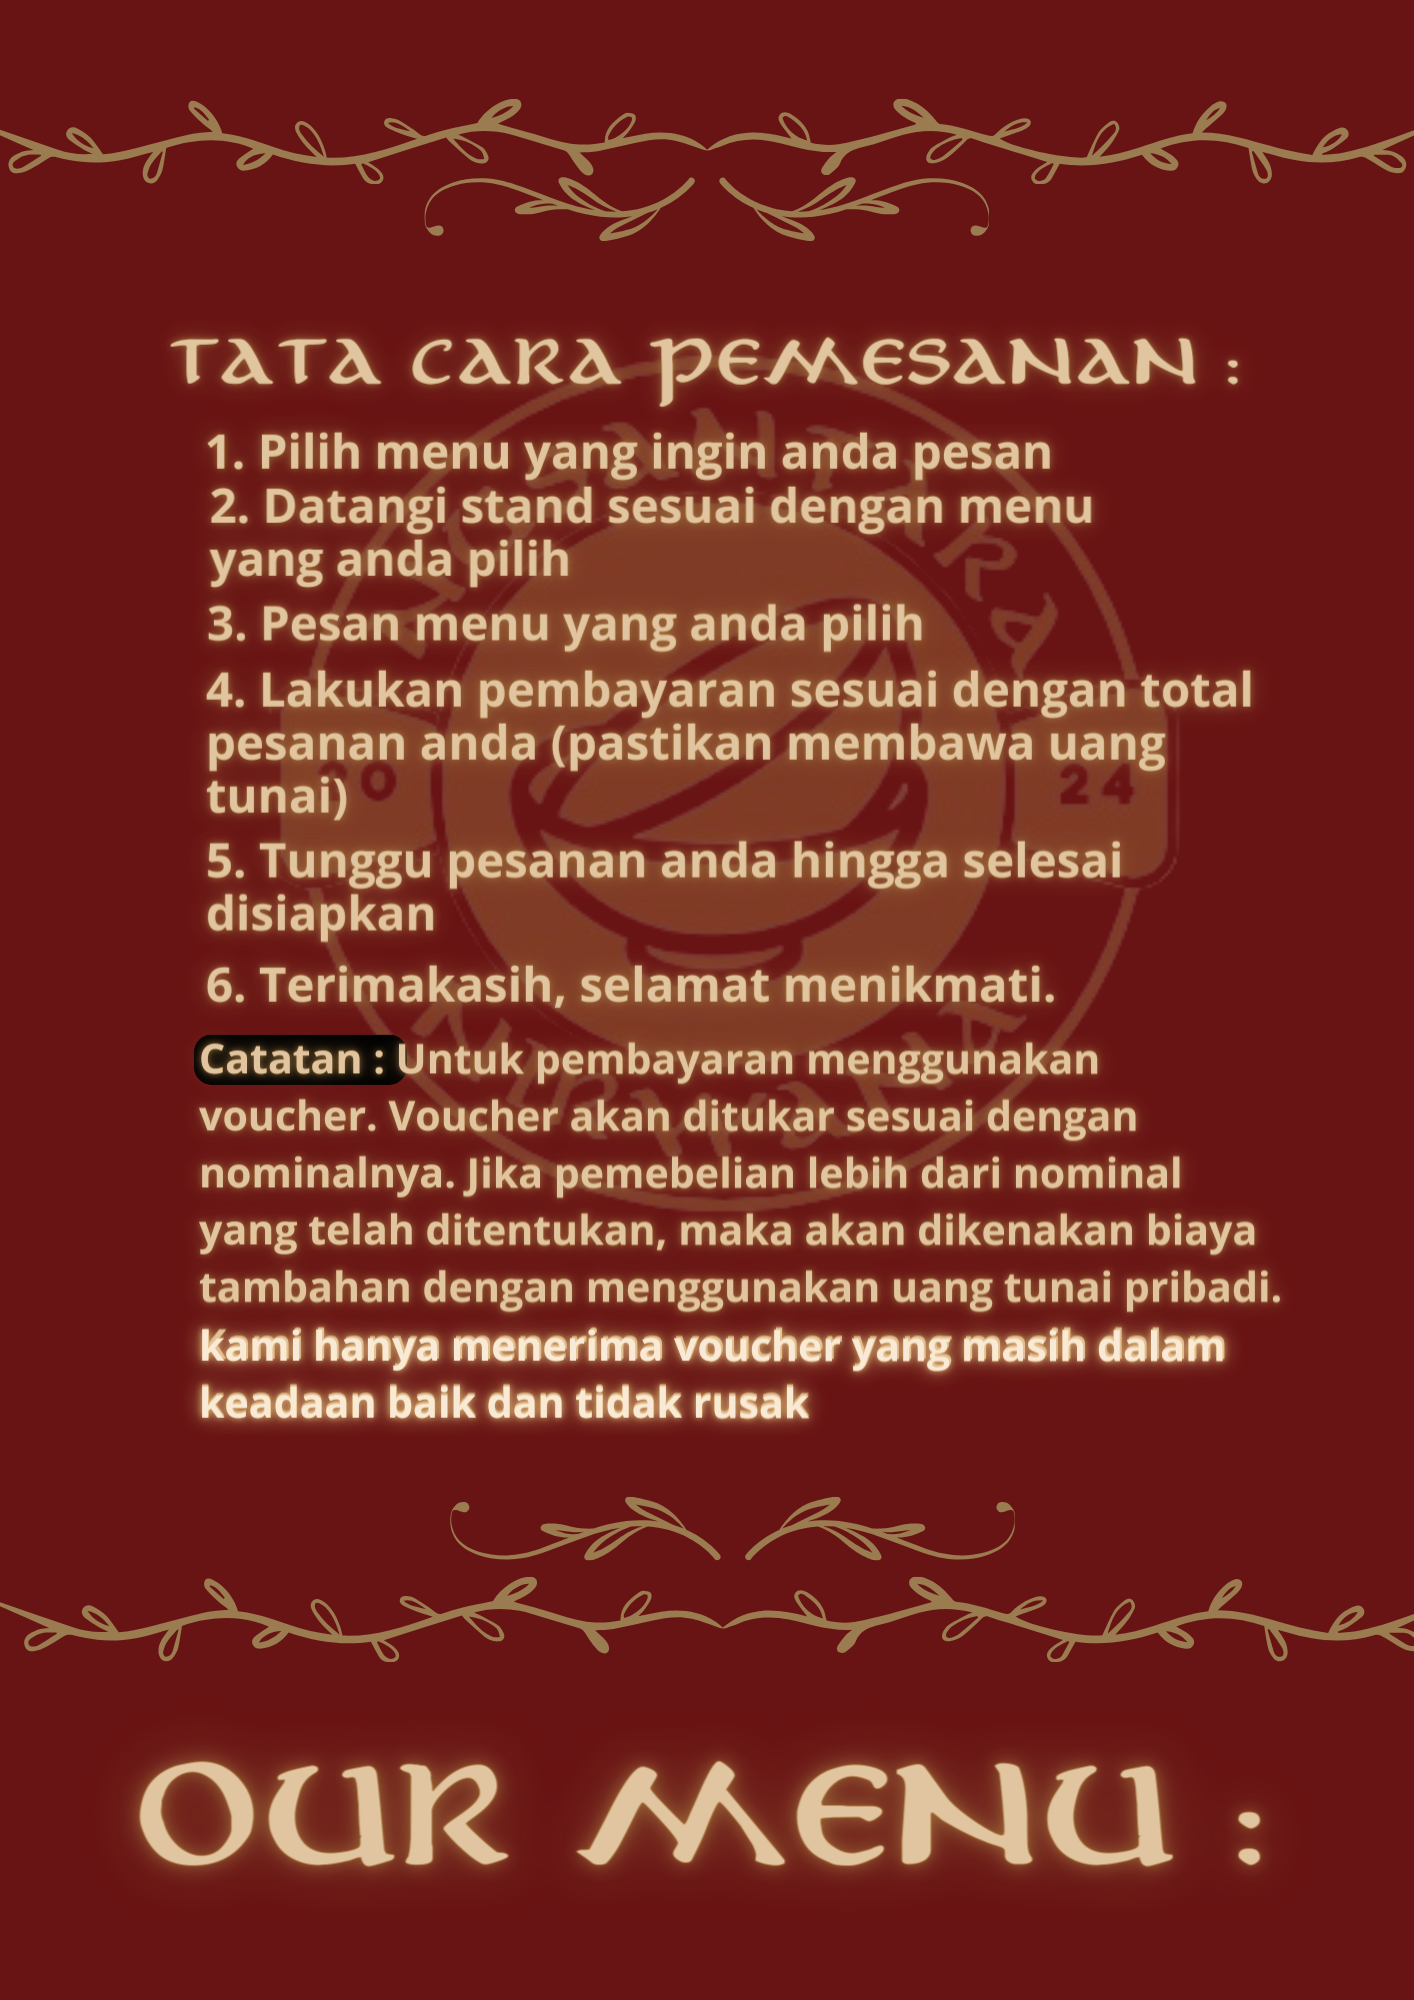 TATA CARA PEMESANAN :
1. Pilih menu yang ingin anda pesan
2. Datangi stand sesuai dengan menu
yang anda pilih
3. Pesan menu yang anda pilih
4. Lakukan pembayaran sesuai dengan total
pesanan anda (pastikan membawa uang
tunai)
5. Tunggu pesanan anda hingga selesai
disiapkan
6. Terimakasih, selamat menikmati.
Catatan : Untuk pembayaran menggunakan
voucher. Voucher akan ditukar sesuai dengan
nominalnya. Jika pemebelian lebih dari nominal
yang telah ditentukan, maka akan dikenakan biaya
tambahan dengan menggunakan uang tunai pribadi.
Kami hanya menerima voucher yang masih dalam
keadaan baik dan tidak rusak
NUSANTARA
20 24
NIRWANA
OUR MENU :